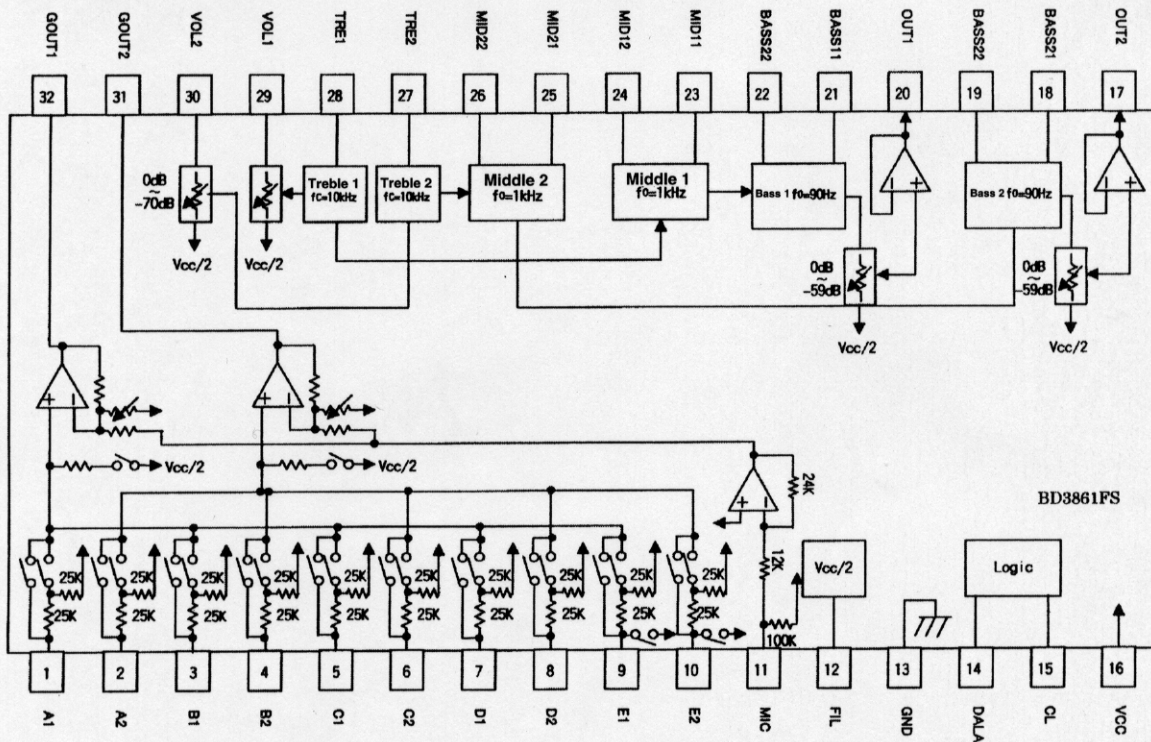 GOUT1 GOUT2 VOL2 VOL1 TRE1 TRE2 MID22 MID21 MID12 MID11 BASS22 BASS11 OUT1 BASS22 BASS21 OUT2
32 31 30 29 28 27 26 25 24 23 22 21 20 19 18 17
0dB
~
-70dB
Vcc/2
Vcc/2
Treble 1
fc=10kHz
Treble 2
fc=10kHz
Middle 2
fo=1kHz
Middle 1
fo=1kHz
Bass 1 fo=90Hz
0dB
~
-59dB
Vcc/2
Bass 2 fo=90Hz
0dB
~
-59dB
Vcc/2
+ -
+ -
+ -
+ -
+ -
Vcc/2
Vcc/2
24K
BD3861FS
25K 25K 25K 25K 25K 25K 25K 25K 25K 25K
25K 25K 25K 25K 25K 25K 25K 25K 25K 25K
12K
100K
Vcc/2
Logic
1 2 3 4 5 6 7 8 9 10 11 12 13 14 15 16
A1 A2 B1 B2 C1 C2 D1 D2 E1 E2 MIC FIL GND DALA CL VCC